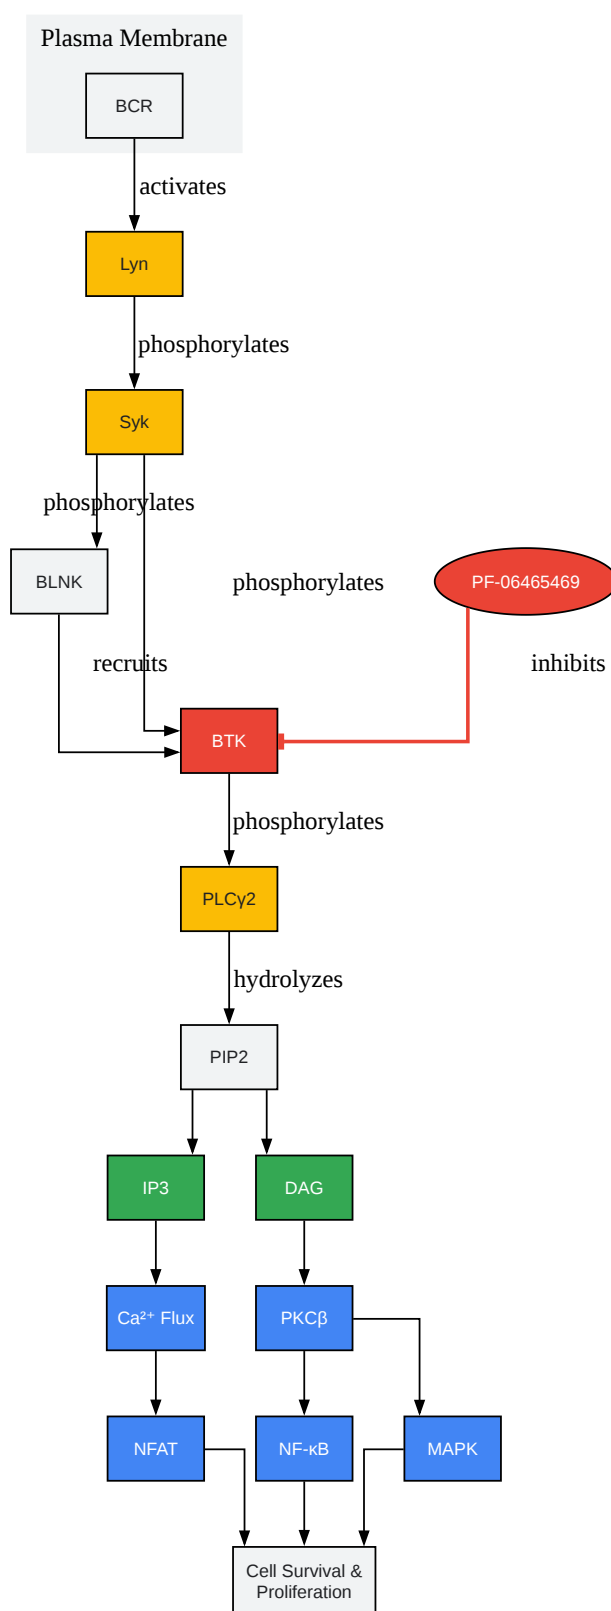 Plasma Membrane
BCR
activates
Lyn
phosphorylates
Syk
phosphorylates
BLNK
phosphorylates
PF-06465469
recruits
inhibits
BTK
phosphorylates
PLCγ2
hydrolyzes
PIP2
IP3
DAG
Ca²⁺ Flux
PKCβ
NFAT
NF-κB
MAPK
Cell Survival &
Proliferation